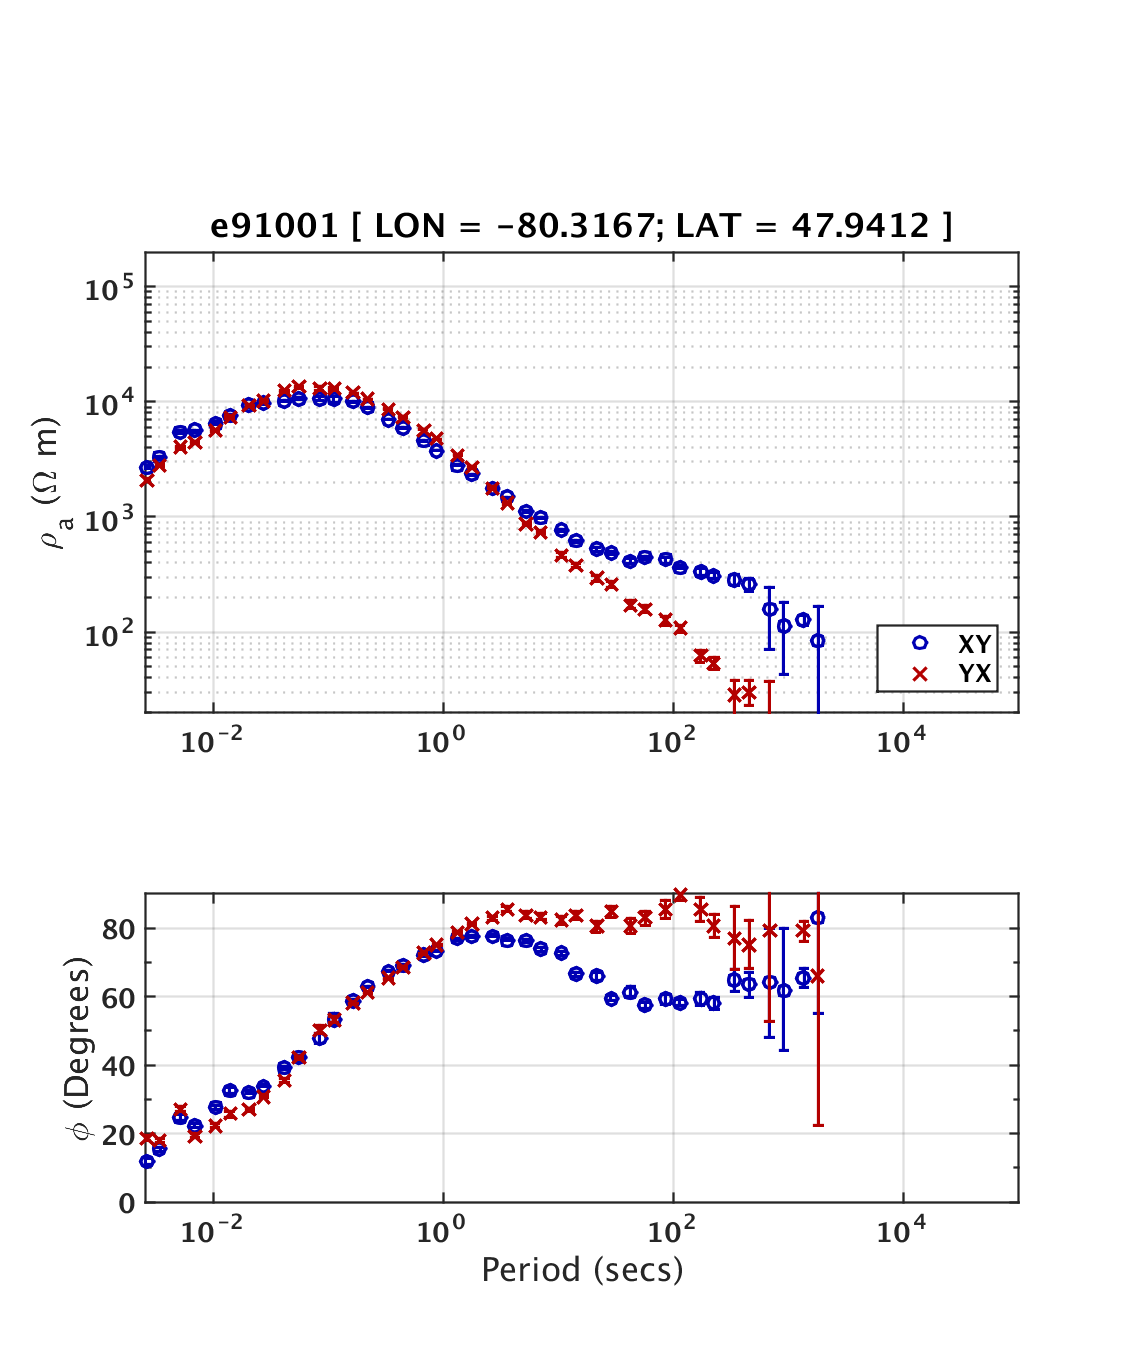 e91001 [ LON = -80.3167; LAT = 47.9412 ]
10^5
10^4
10^3
10^2
ρ_a (Ω m)
XY
YX
10^-2 10^0 10^2 10^4
80
60
40
20
0
ϕ (Degrees)
10^-2 10^0 10^2 10^4
Period (secs)